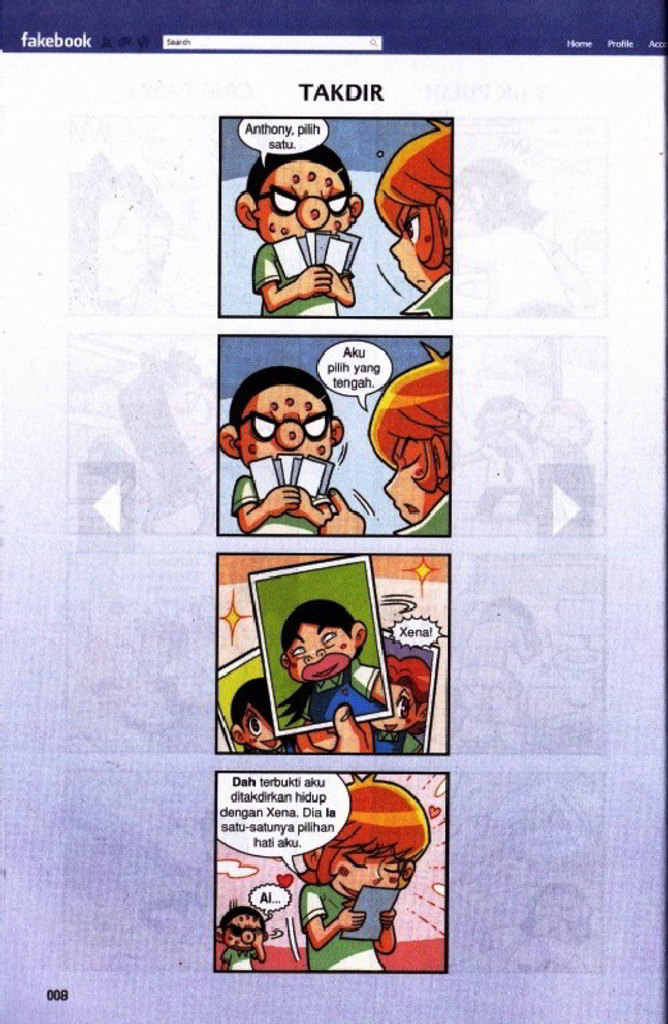 fakebook
Search
Home Profile Acc
TAKDIR
Anthony, pilih
satu.
Aku
pilih yang
tengah.
Xena!
Dah terbukti aku
ditakdirkan hidup
dengan Xena. Dia la
satu-satunya pilihan
hati aku.
Ai...
008